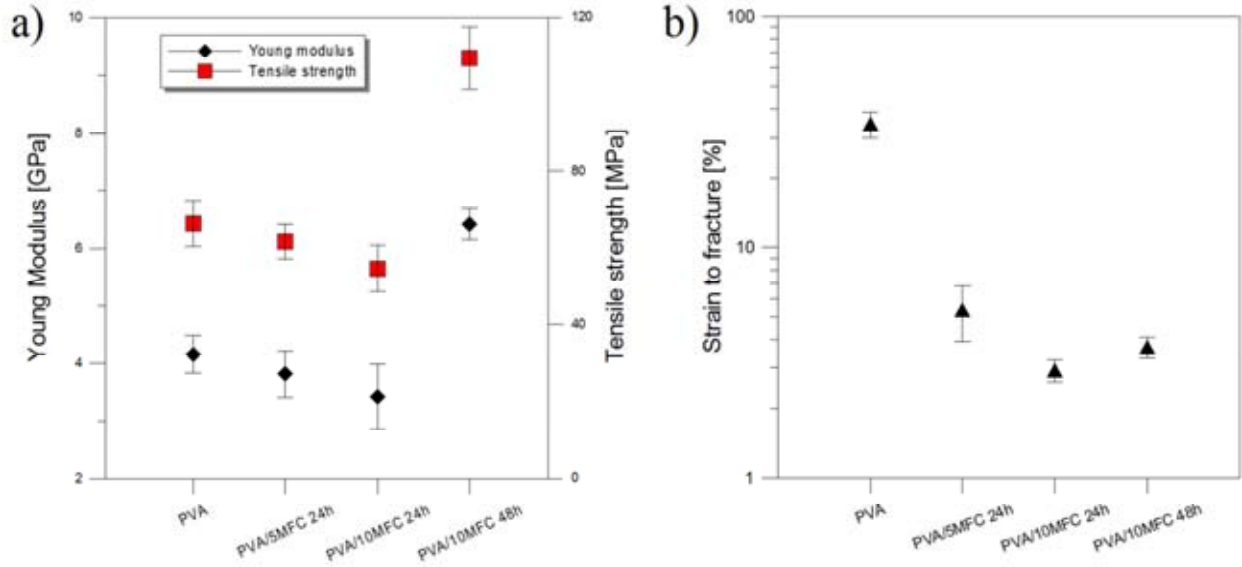 a)
Young modulus
Tensile strength
Young Modulus [GPa]
10
8
6
4
2
Tensile strength [MPa]
120
80
40
0
PVA
PVA/5MFC 24h
PVA/10MFC 24h
PVA/10MFC 48h
b)
Strain to fracture [%]
100
10
1
PVA
PVA/5MFC 24h
PVA/10MFC 24h
PVA/10MFC 48h